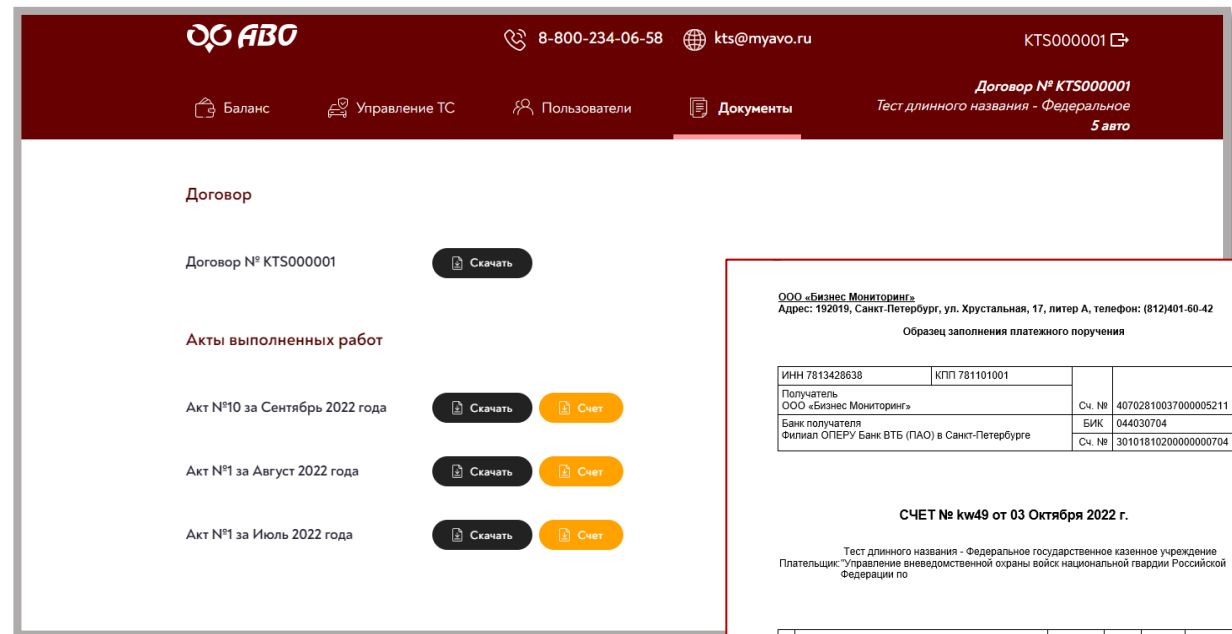 АВО
8-800-234-06-58
kts@myavo.ru
KTS000001
Баланс
Управление ТС
Пользователи
Документы
Договор № KTS000001
Тест длинного названия - Федеральное
5 авто
Договор
Договор № KTS000001
Скачать
Акты выполненных работ
Акт №10 за Сентябрь 2022 года
Скачать
Счет
Акт №1 за Август 2022 года
Скачать
Счет
Акт №1 за Июль 2022 года
Скачать
Счет
ООО «Бизнес Мониторинг»
Адрес: 192019, Санкт-Петербург, ул. Хрустальная, 17, литер А, телефон: (812)401-60-42
Образец заполнения платежного поручения
ИНН 7813428638
КПП 781101001
Получатель
ООО «Бизнес Мониторинг»
Сч. №
40702810037000005211
Банк получателя
Филиал ОПЕРУ Банк ВТБ (ПАО) в Санкт-Петербурге
БИК
044030704
Сч. №
30101810200000000704
СЧЕТ № kw49 от 03 Октября 2022 г.
Тест длинного названия - Федеральное государственное казенное учреждение
Плательщик: "Управление вневедомственной охраны войск национальной гвардии Российской
Федерации по